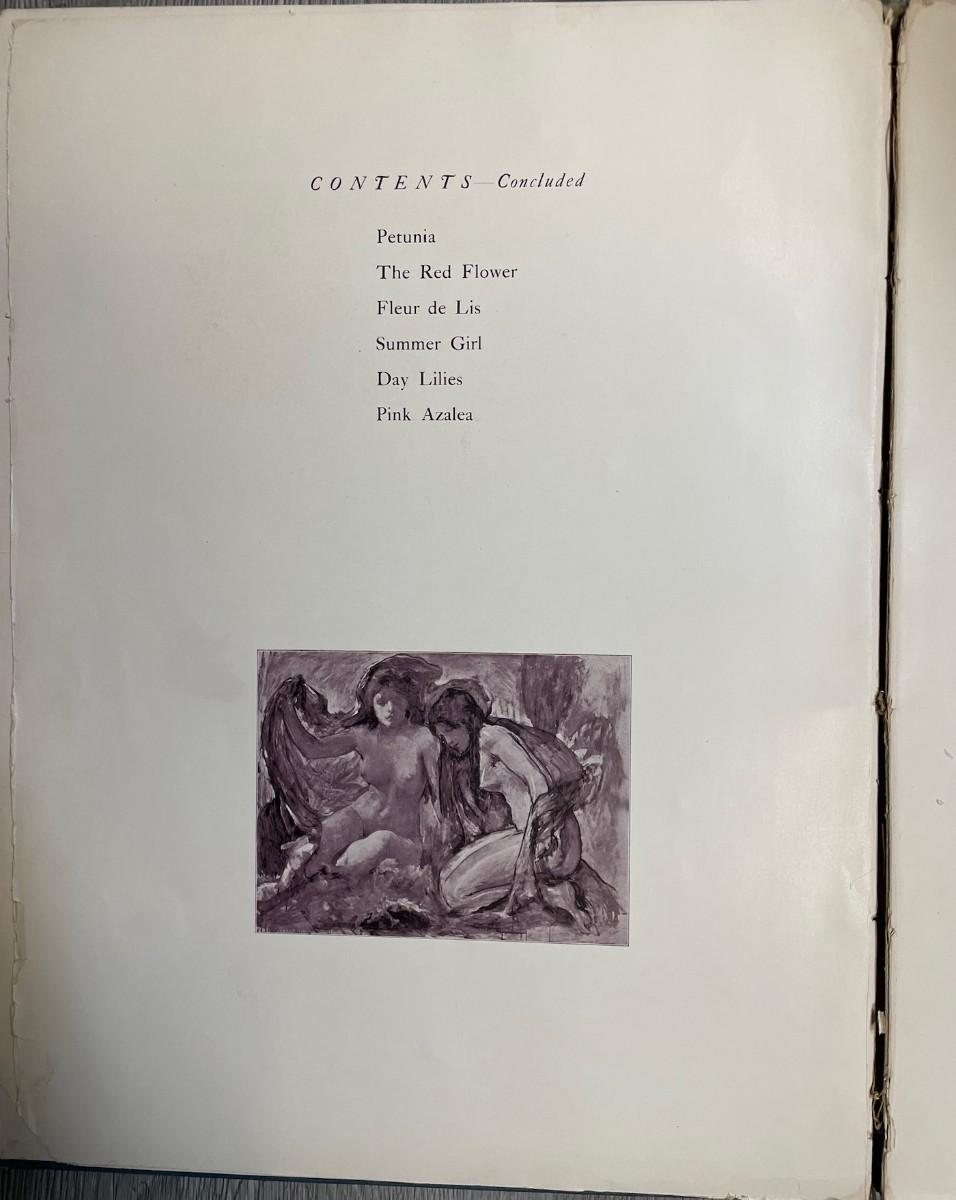 CONTENTS—Concluded
Petunia
The Red Flower
Fleur de Lis
Summer Girl
Day Lilies
Pink Azalea